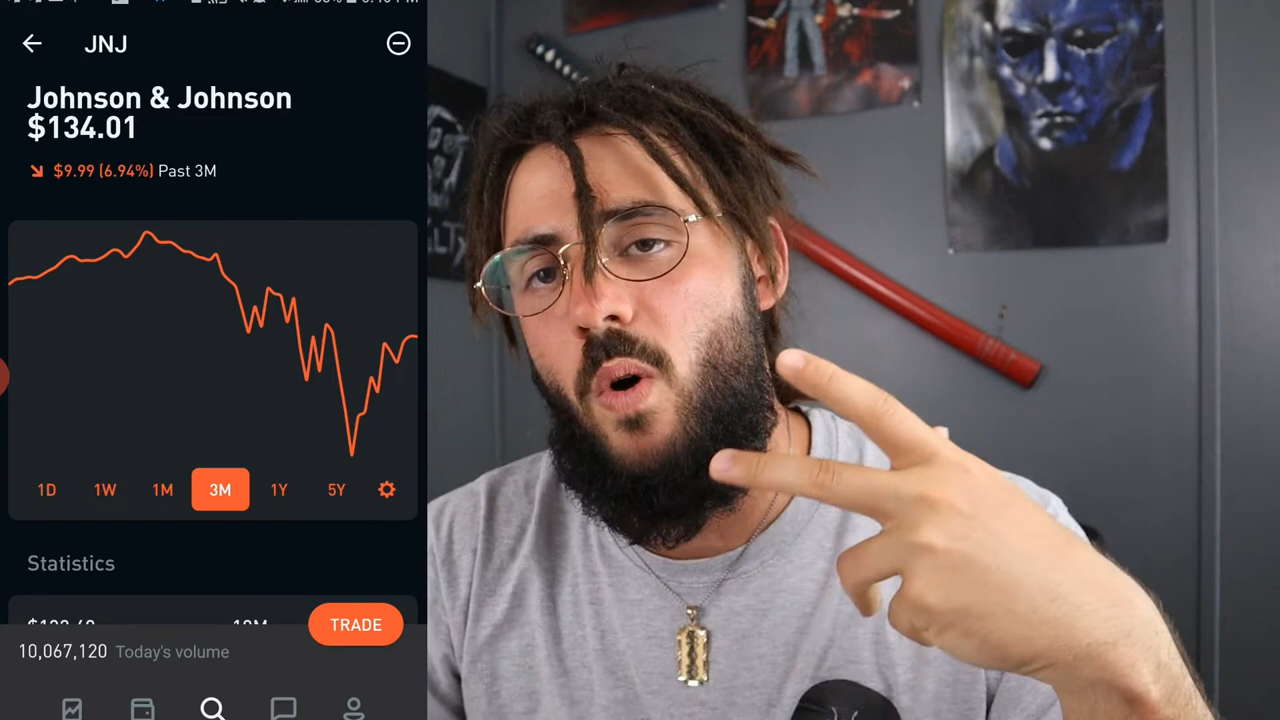 JNJ
Johnson & Johnson
$134.01
$9.99 (6.94%) Past 3M
1D 1W 1M 3M 1Y 5Y
Statistics
TRADE
10,067,120 Today's volume